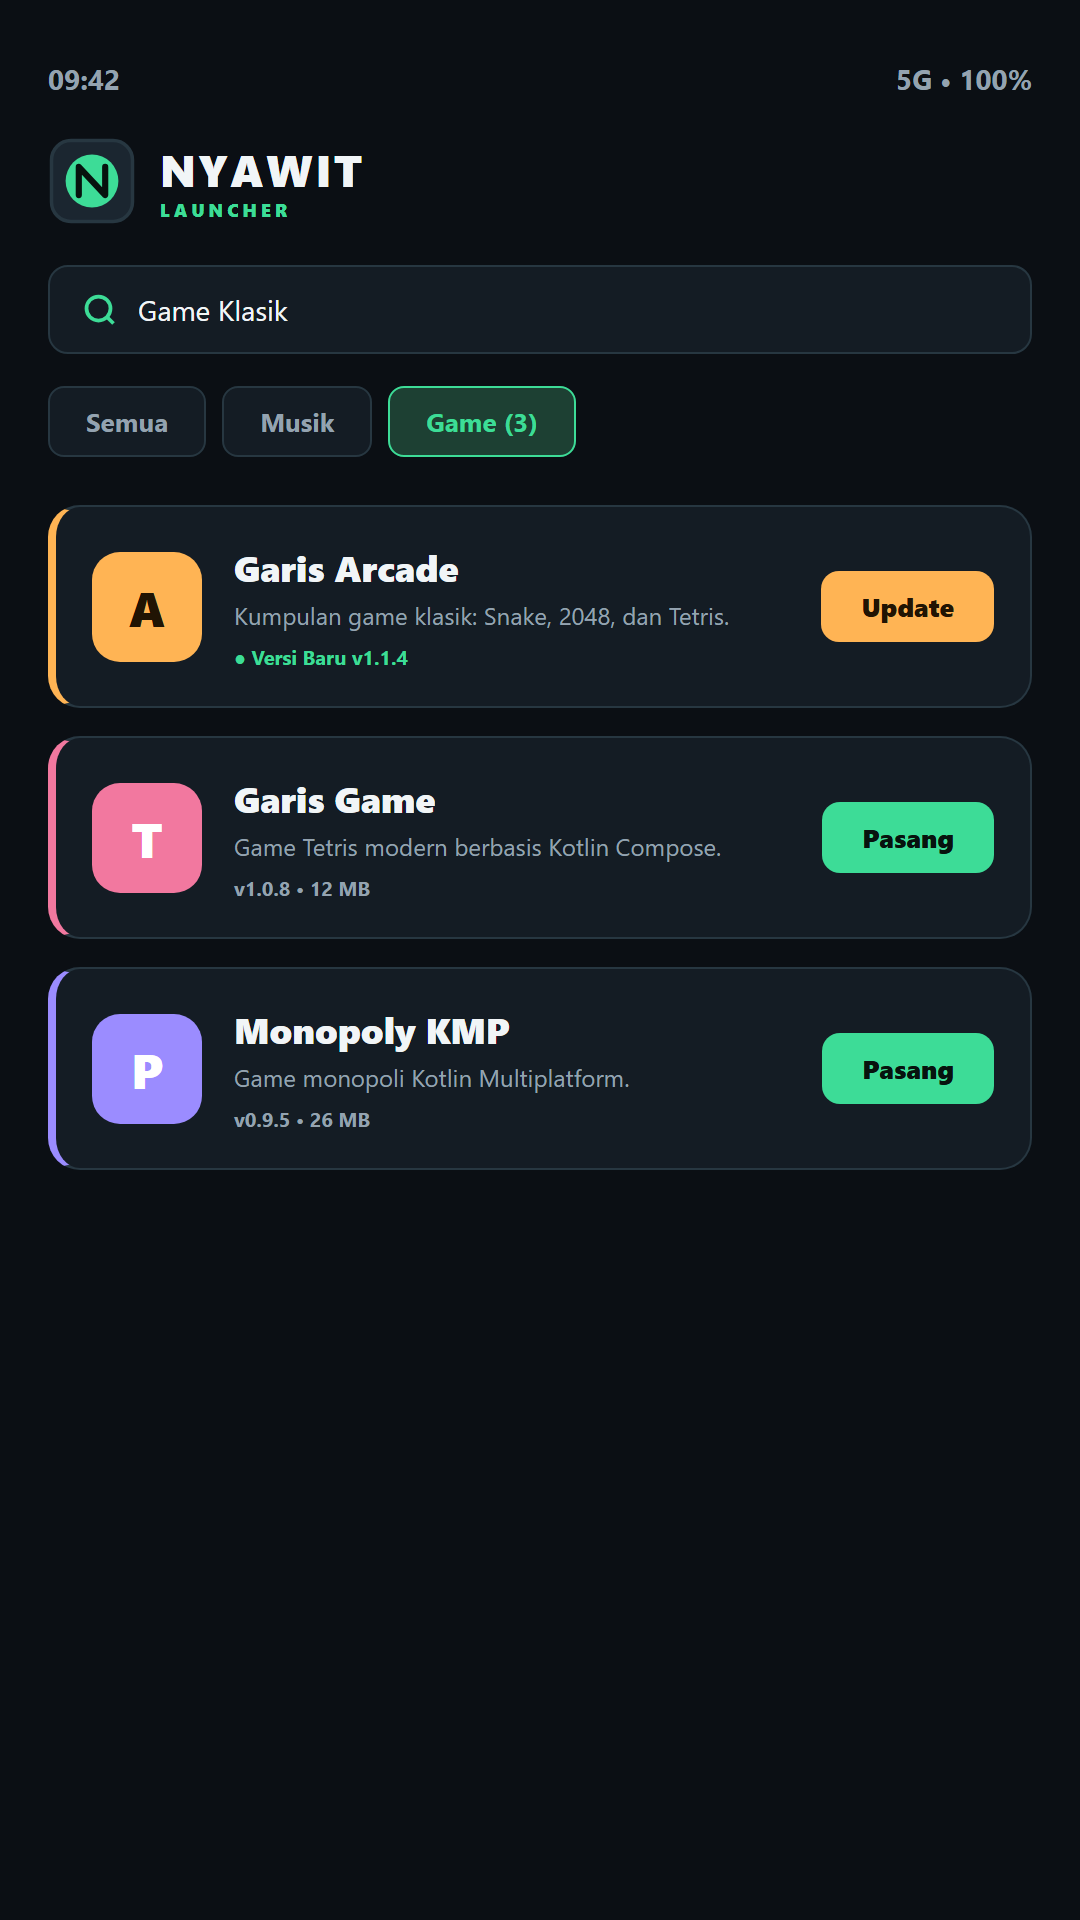 09:42 5G • 100%
N
NYAWIT
LAUNCHER
Game Klasik
Semua Musik Game (3)
A
Garis Arcade
Kumpulan game klasik: Snake, 2048, dan Tetris.
• Versi Baru v1.1.4
Update
T
Garis Game
Game Tetris modern berbasis Kotlin Compose.
v1.0.8 • 12 MB
Pasang
P
Monopoly KMP
Game monopoli Kotlin Multiplatform.
v0.9.5 • 26 MB
Pasang